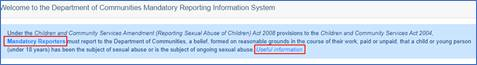 Welcome to the Department of Communities Mandatory Reporting Information System
Under the Children and Community Services Amendment (Reporting Sexual Abuse of Children) Act 2008 provisions to the Children and Community Services Act 2004,
Mandatory Reporters must report to the Department of Communities, a belief, formed on reasonable grounds in the course of their work, paid or unpaid, that a child or young person
(under 18 years) has been the subject of sexual abuse or is the subject of ongoing sexual abuse. Useful information